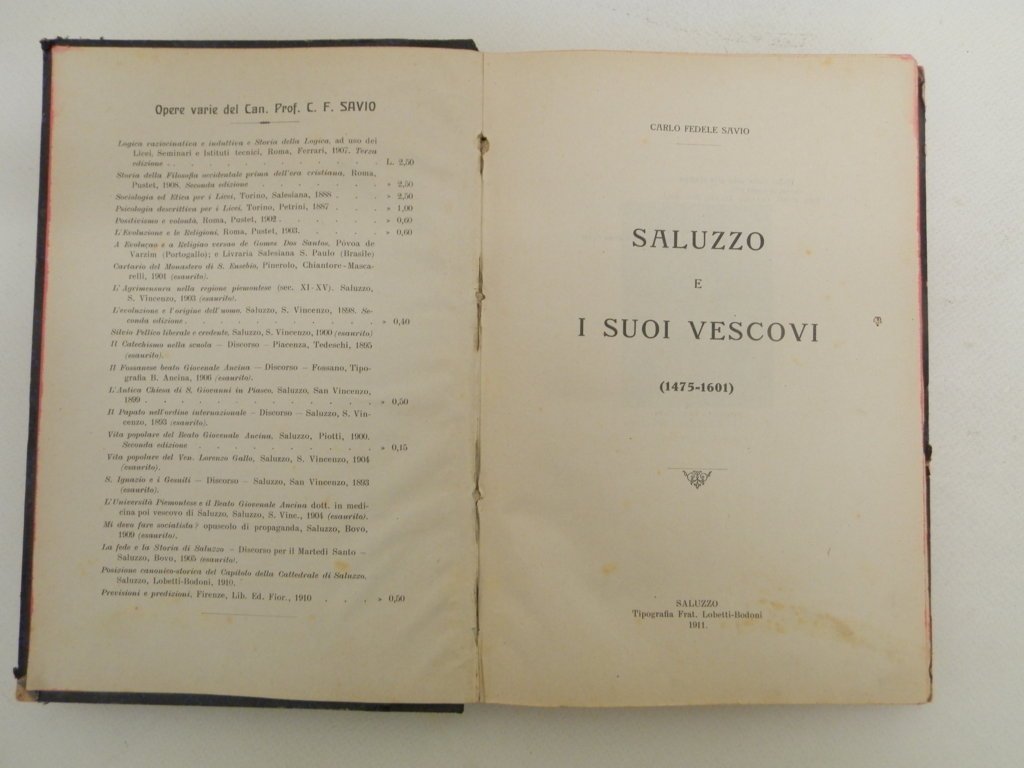 Opere varie del Can. Prof. C. F. SAVIO
Logica raziocinativa e induttiva e Storia della Logica, ad uso dei
Licei, Seminari e Istituti tecnici, Roma, Ferrari, 1907. Terza
edizione . . . . . . . . . . . L. 2,50
Storia della Filosofia occidentale prima dell'era cristiana, Roma,
Pustet, 1908. Seconda edizione . . . . . . . » 2,50
Sociologia ed Etica per i Licei, Torino, Salesiana, 1888 . . . » 2,50
Psicologia descrittiva per i Licei, Torino, Petrini, 1887 . . . » 1,00
Positivismo e volontà, Roma, Pustet, 1902 . . . . . . » 0,60
L'Evoluzione e le Religioni, Roma, Pustet, 1903. . . . . . » 0,60
A Evoluçao e a Religiao versao de Gomes Dos Santos, Pòvoa de
Varzim (Portogallo); e Livraria Salesiana S. Paulo (Brasile)
Cartario del Monastero di S. Eusebio, Pinerolo, Chiantore-Masca-
relli, 1901 (esaurito).
L'Agrimensura nella regione piemontese (sec. XI-XV). Saluzzo,
S. Vincenzo, 1903 (esaurito).
L'evoluzione e l'origine dell'uomo, Saluzzo, S. Vincenzo, 1898. Se-
conda edizione . . . . . . . . . . . » 0,40
Silvio Pellico liberale e credente, Saluzzo, S. Vincenzo, 1900 (esaurito)
Il Catechismo nella scuola — Discorso — Piacenza, Tedeschi, 1895
(esaurito).
Il Fossanese beato Giovenale Ancina — Discorso — Fossano, Tipo-
grafia B. Ancina, 1906 (esaurito).
L'Antica Chiesa di S. Giovanni in Piasco, Saluzzo, San Vincenzo,
1899 . . . . . . . . . . . . . » 0,50
Il Papato nell'ordine internazionale — Discorso — Saluzzo, S. Vin-
cenzo, 1893 (esaurito).
Vita popolare del Beato Giovenale Ancina, Saluzzo, Piotti, 1900.
Seconda edizione . . . . . . . . . . » 0,15
Vita popolare del Ven. Lorenzo Gallo, Saluzzo, S. Vincenzo, 1904
(esaurito).
S. Ignazio e i Gesuiti — Discorso — Saluzzo, San Vincenzo, 1893
(esaurito).
L'Università Piemontese e il Beato Giovenale Ancina dott. in medi-
cina poi vescovo di Saluzzo, Saluzzo, S. Vinc., 1904 (esaurito).
Mi devo fare socialista? opuscolo di propaganda, Saluzzo, Bovo,
1909 (esaurito).
La fede e la Storia di Saluzzo — Discorso per il Martedì Santo —
Saluzzo, Bovo, 1905 (esaurito).
Posizione canonico-storica del Capitolo della Cattedrale di Saluzzo,
Saluzzo, Lobetti-Bodoni, 1910.
Previsioni e predizioni, Firenze, Lib. Ed. Fior., 1910 . . . . » 0,50
CARLO FEDELE SAVIO
SALUZZO
E
I SUOI VESCOVI
(1475-1601)
SALUZZO
Tipografia Frat. Lobetti-Bodoni
1911.